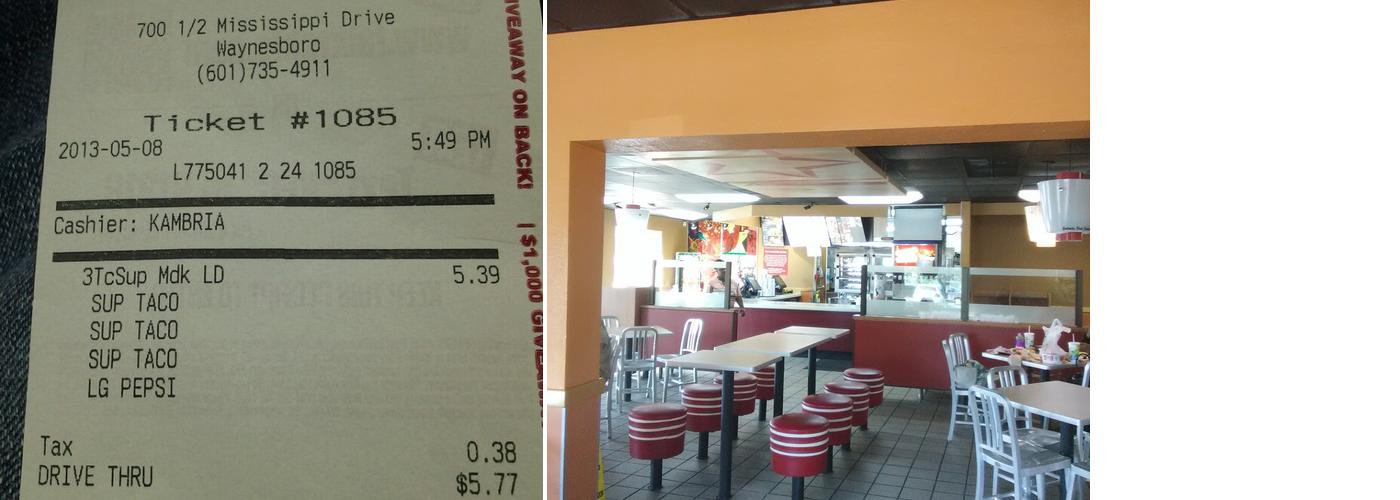 700 1/2 Mississippi Drive
Waynesboro
(601)735-4911
Ticket #1085
2013-05-08 5:49 PM
L775041 2 24 1085
Cashier: KAMBRIA
3TcSup Mdk LD 5.39
SUP TACO
SUP TACO
SUP TACO
LG PEPSI
Tax 0.38
DRIVE THRU $5.77
IVEAWAY ON BACK! | $1,000 GIVEAWA